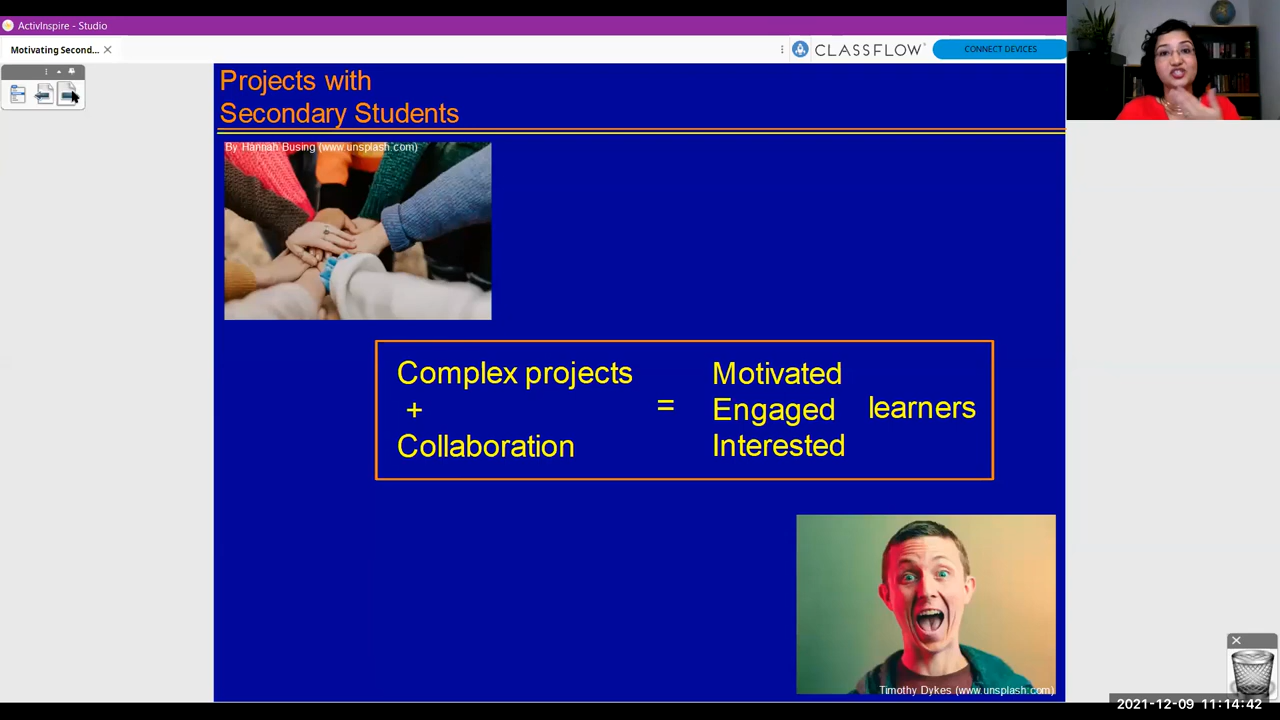 ActivInspire - Studio
Motivating Second...
CLASSFLOW
CONNECT DEVICES
Projects with
Secondary Students
By Hannah Busing (www.unsplash.com)
Complex projects
+
Collaboration
=
Motivated
Engaged
Interested
learners
Timothy Dykes (www.unsplash.com)
2021-12-09 11:14:42